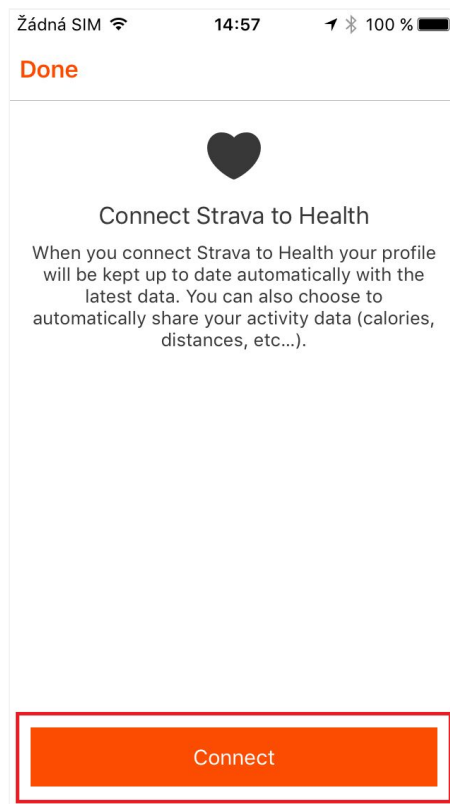 Žádná SIM 14:57 100 %
Done
Connect Strava to Health
When you connect Strava to Health your profile
will be kept up to date automatically with the
latest data. You can also choose to
automatically share your activity data (calories,
distances, etc...).
Connect